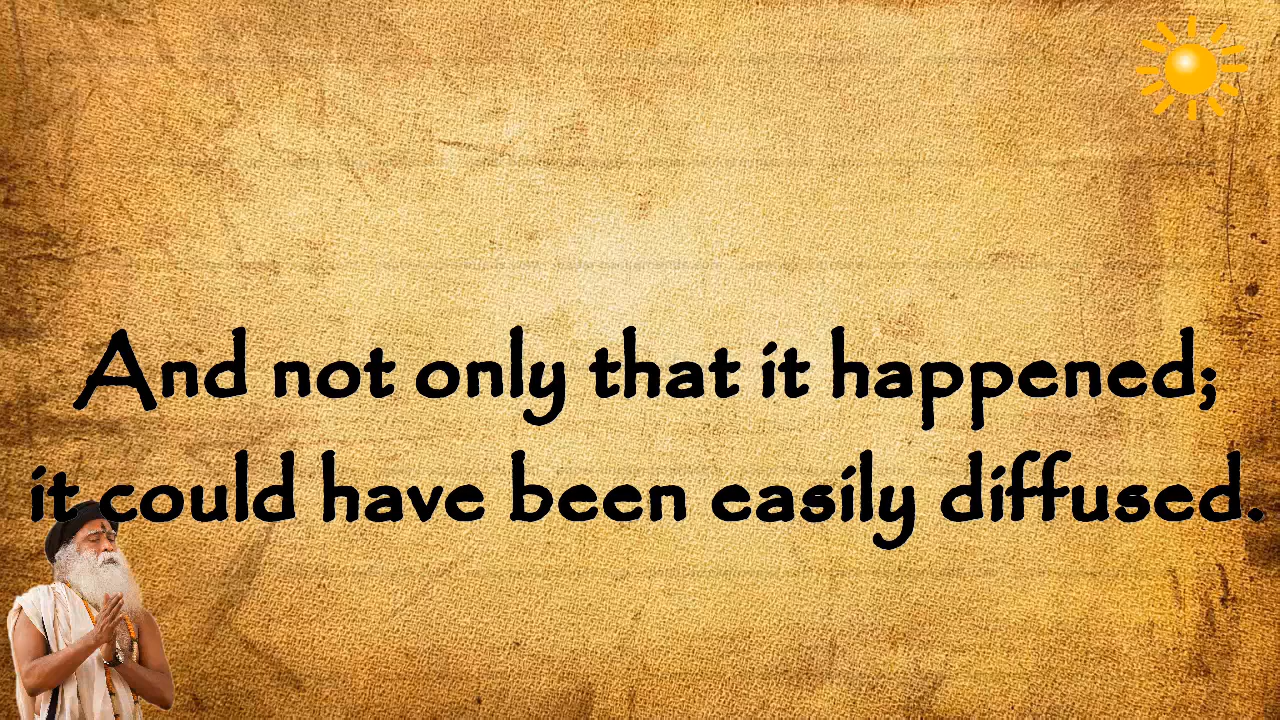 And not only that it happened;
it could have been easily diffused.